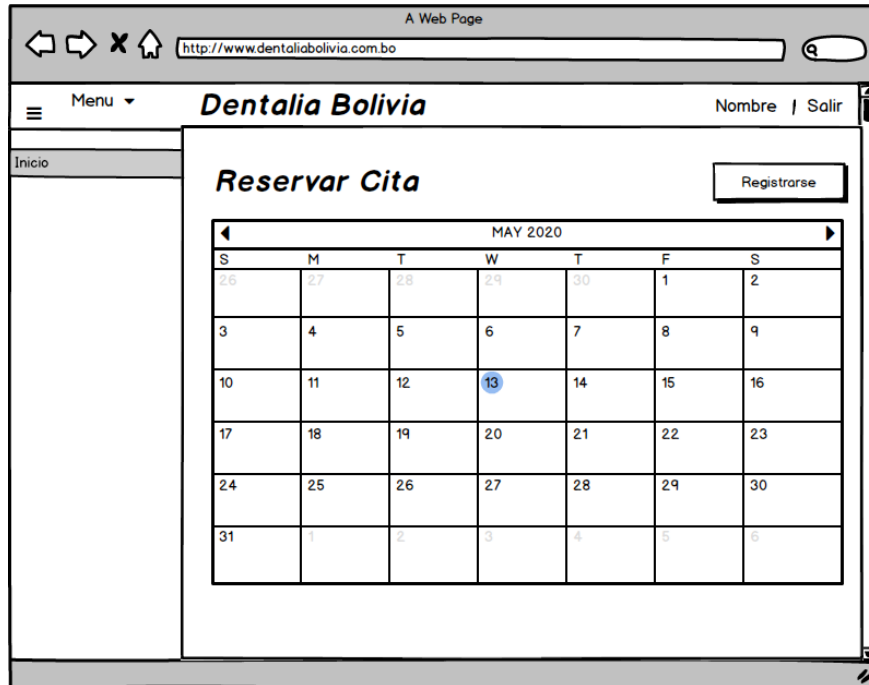 A Web Page
http://www.dentaliabolivia.com.bo
Menu
Dentalia Bolivia
Nombre | Salir
Inicio
Reservar Cita
Registrarse
MAY 2020
S M T W T F S
26 27 28 29 30 1 2
3 4 5 6 7 8 9
10 11 12 13 14 15 16
17 18 19 20 21 22 23
24 25 26 27 28 29 30
31 1 2 3 4 5 6